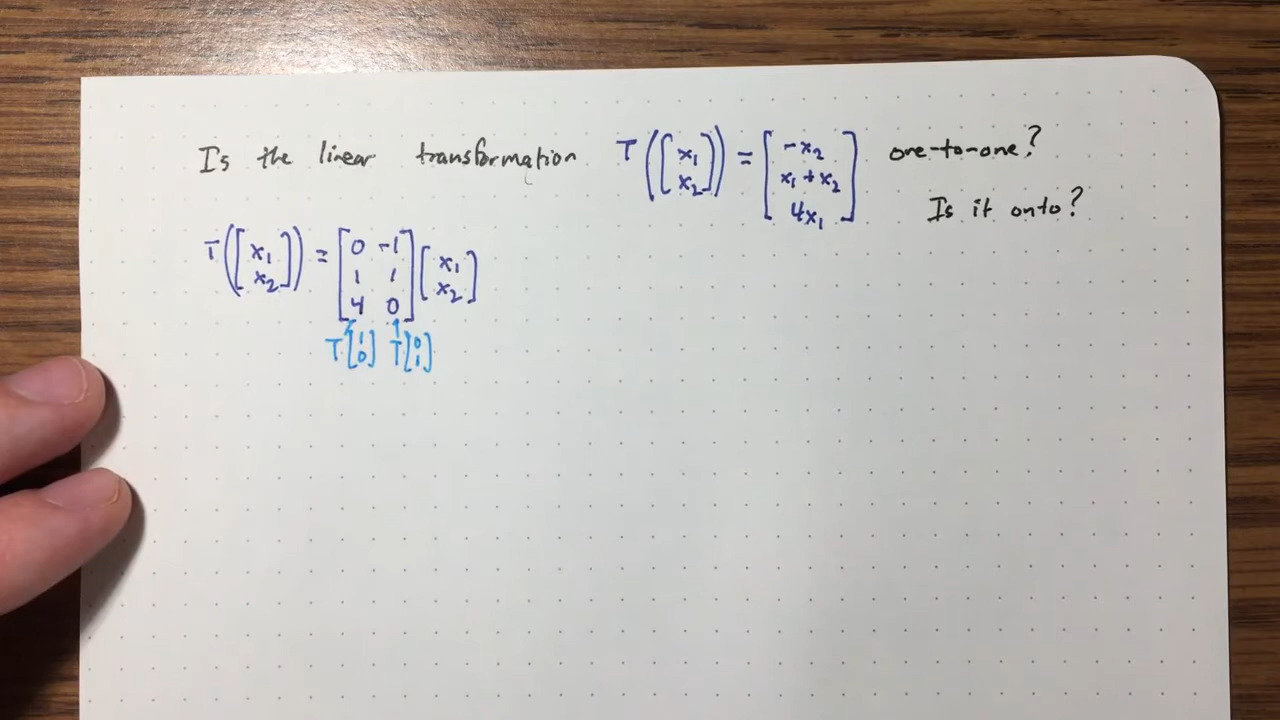 Is the linear transformation T([x₁ x₂]) = [-x₂ x₁+x₂ 4x₁] one-to-one?
Is it onto?
T([x₁ x₂]) = [0 -1 1 1 4 0][x₁ x₂]
T[1 0] T[0 1]